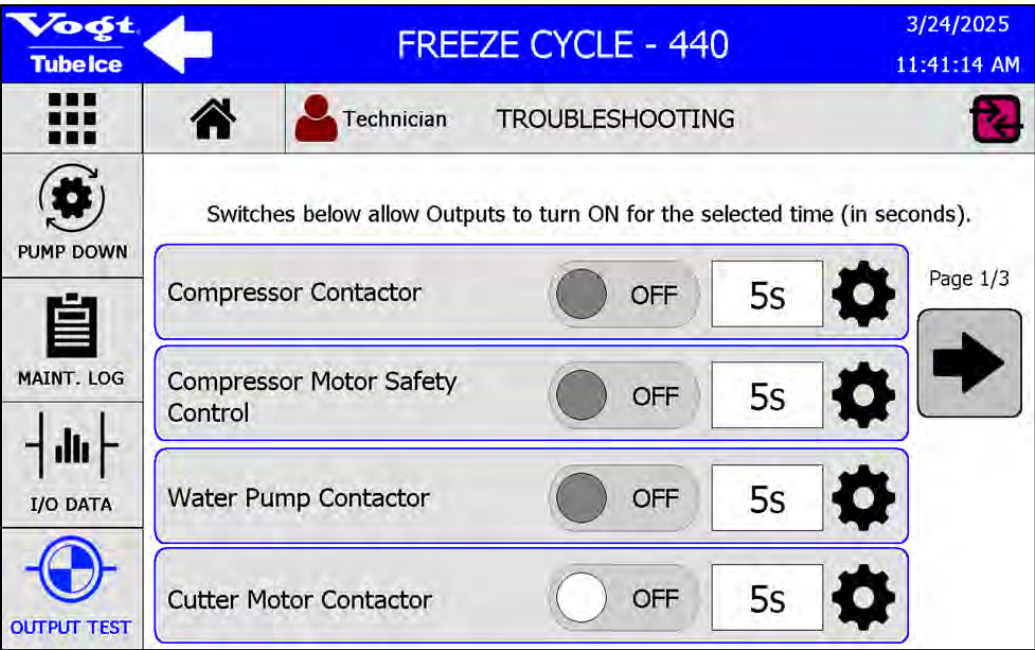 Vogt
Tube Ice
FREEZE CYCLE - 440
3/24/2025
11:41:14 AM
Technician
TROUBLESHOOTING
PUMP DOWN
MAINT. LOG
I/O DATA
OUTPUT TEST
Switches below allow Outputs to turn ON for the selected time (in seconds).
Compressor Contactor
OFF
5s
Compressor Motor Safety
Control
OFF
5s
Water Pump Contactor
OFF
5s
Cutter Motor Contactor
OFF
5s
Page 1/3